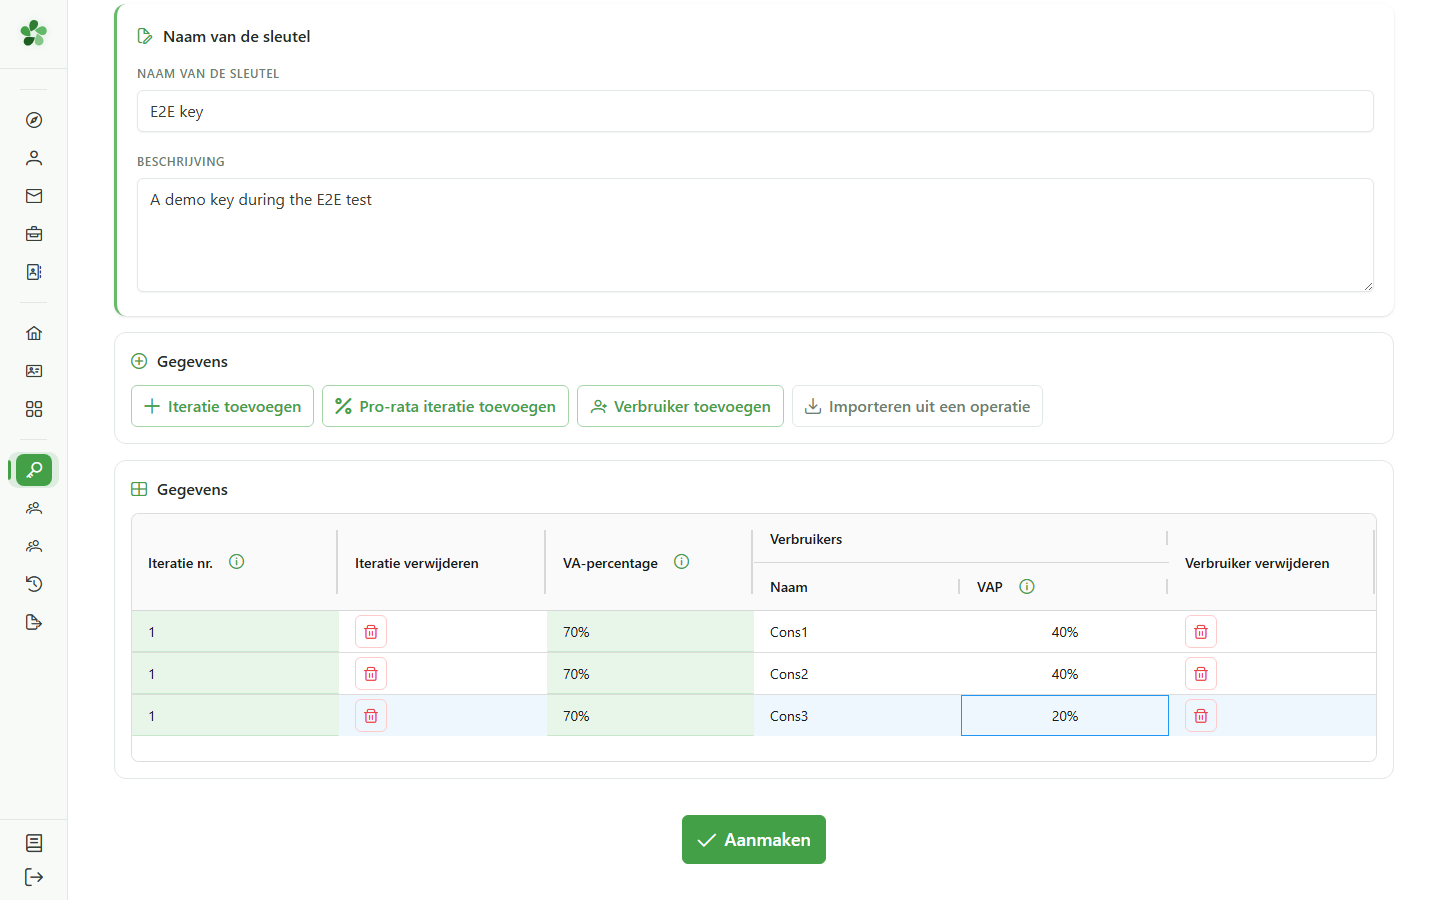 Naam van de sleutel
NAAM VAN DE SLEUTEL
E2E key
BESCHRIJVING
A demo key during the E2E test
Gegevens
Iteratie toevoegen
Pro-rata iteratie toevoegen
Verbruiker toevoegen
Importeren uit een operatie
Gegevens
Iteratie nr.
Iteratie verwijderen
VA-percentage
Verbruikers
Naam
VAP
Verbruiker verwijderen
1 70% Cons1 40%
1 70% Cons2 40%
1 70% Cons3 20%
Aanmaken